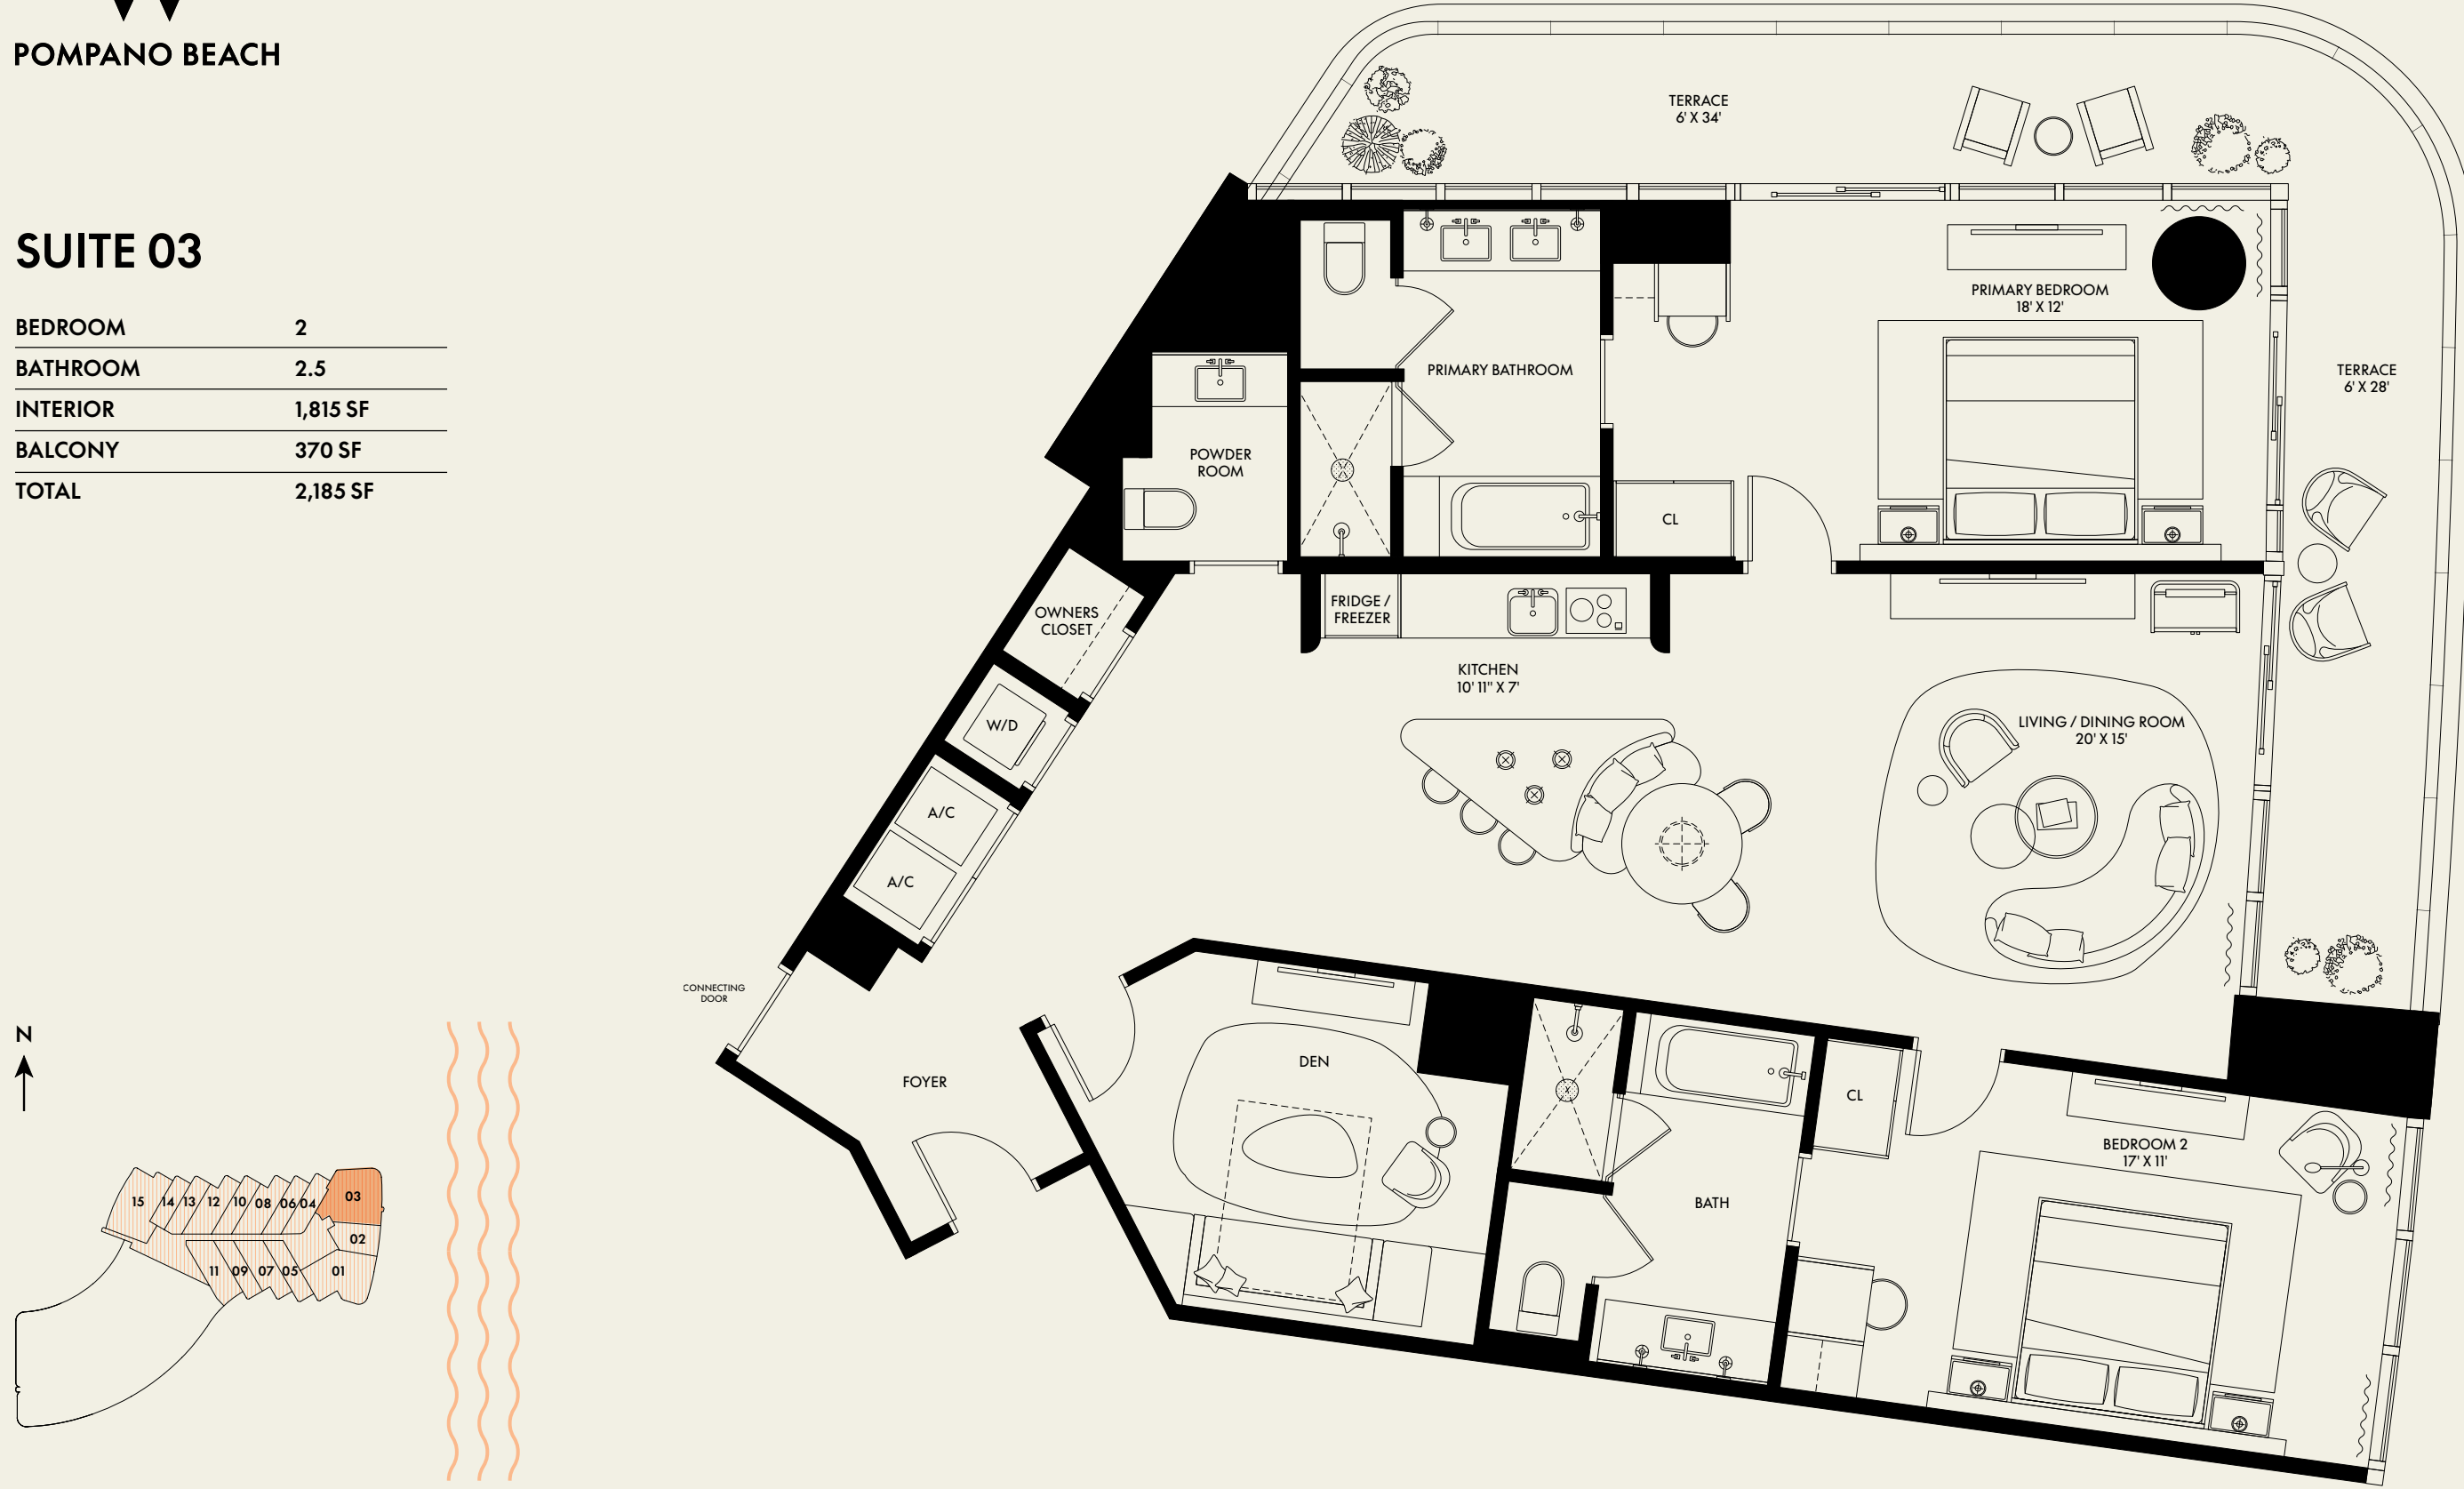 POMPANO BEACH
SUITE 03
BEDROOM 2
BATHROOM 2.5
INTERIOR 1,815 SF
BALCONY 370 SF
TOTAL 2,185 SF
TERRACE
6' X 34'
PRIMARY BEDROOM
18' X 12'
TERRACE
6' X 28'
PRIMARY BATHROOM
POWDER
ROOM
CL
FRIDGE /
FREEZER
OWNERS
CLOSET
KITCHEN
10' 11" X 7'
W/D
LIVING / DINING ROOM
20' X 15'
A/C
A/C
CONNECTING
DOOR
FOYER
DEN
CL
BATH
BEDROOM 2
17' X 11'
N
15 14 13 12 10 08 06 04 03
02
11 09 07 05 01